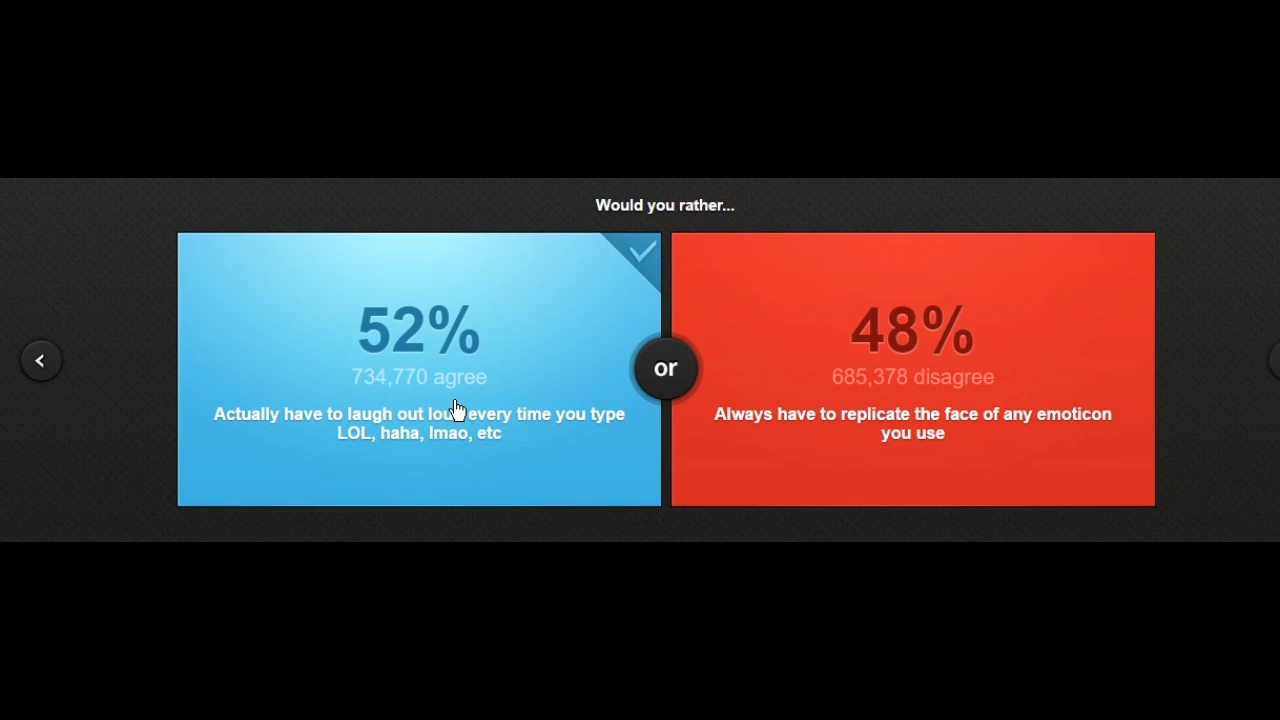 Would you rather...
52%
734,770 agree
Actually have to laugh out every time you type
LOL, haha, lmao, etc
or
48%
685,378 disagree
Always have to replicate the face of any emoticon
you use